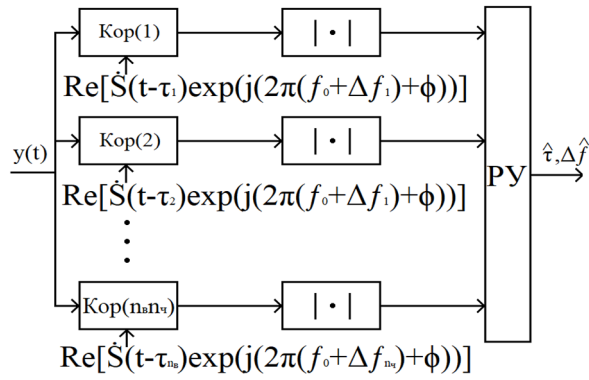 Кор(1)
| • |
Re[Ṡ(t-τ₁)exp(j(2π(f₀+Δf₁)+ϕ))]
y(t)
Кор(2)
| • |
Re[Ṡ(t-τ₂)exp(j(2π(f₀+Δf₁)+ϕ))]
РУ
τ̂,Δf̂
Кор(nвnч)
| • |
Re[Ṡ(t-τnв)exp(j(2π(f₀+Δfnч)+ϕ))]